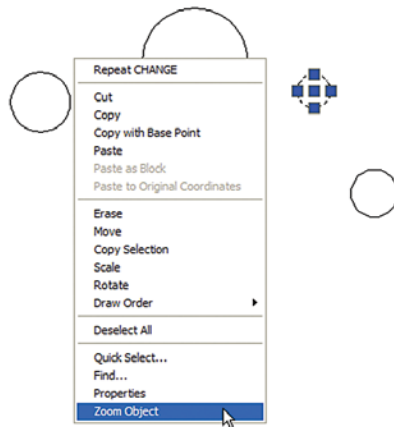 Repeat CHANGE
Cut
Copy
Copy with Base Point
Paste
Paste as Block
Paste to Original Coordinates
Erase
Move
Copy Selection
Scale
Rotate
Draw Order
Deselect All
Quick Select...
Find...
Properties
Zoom Object